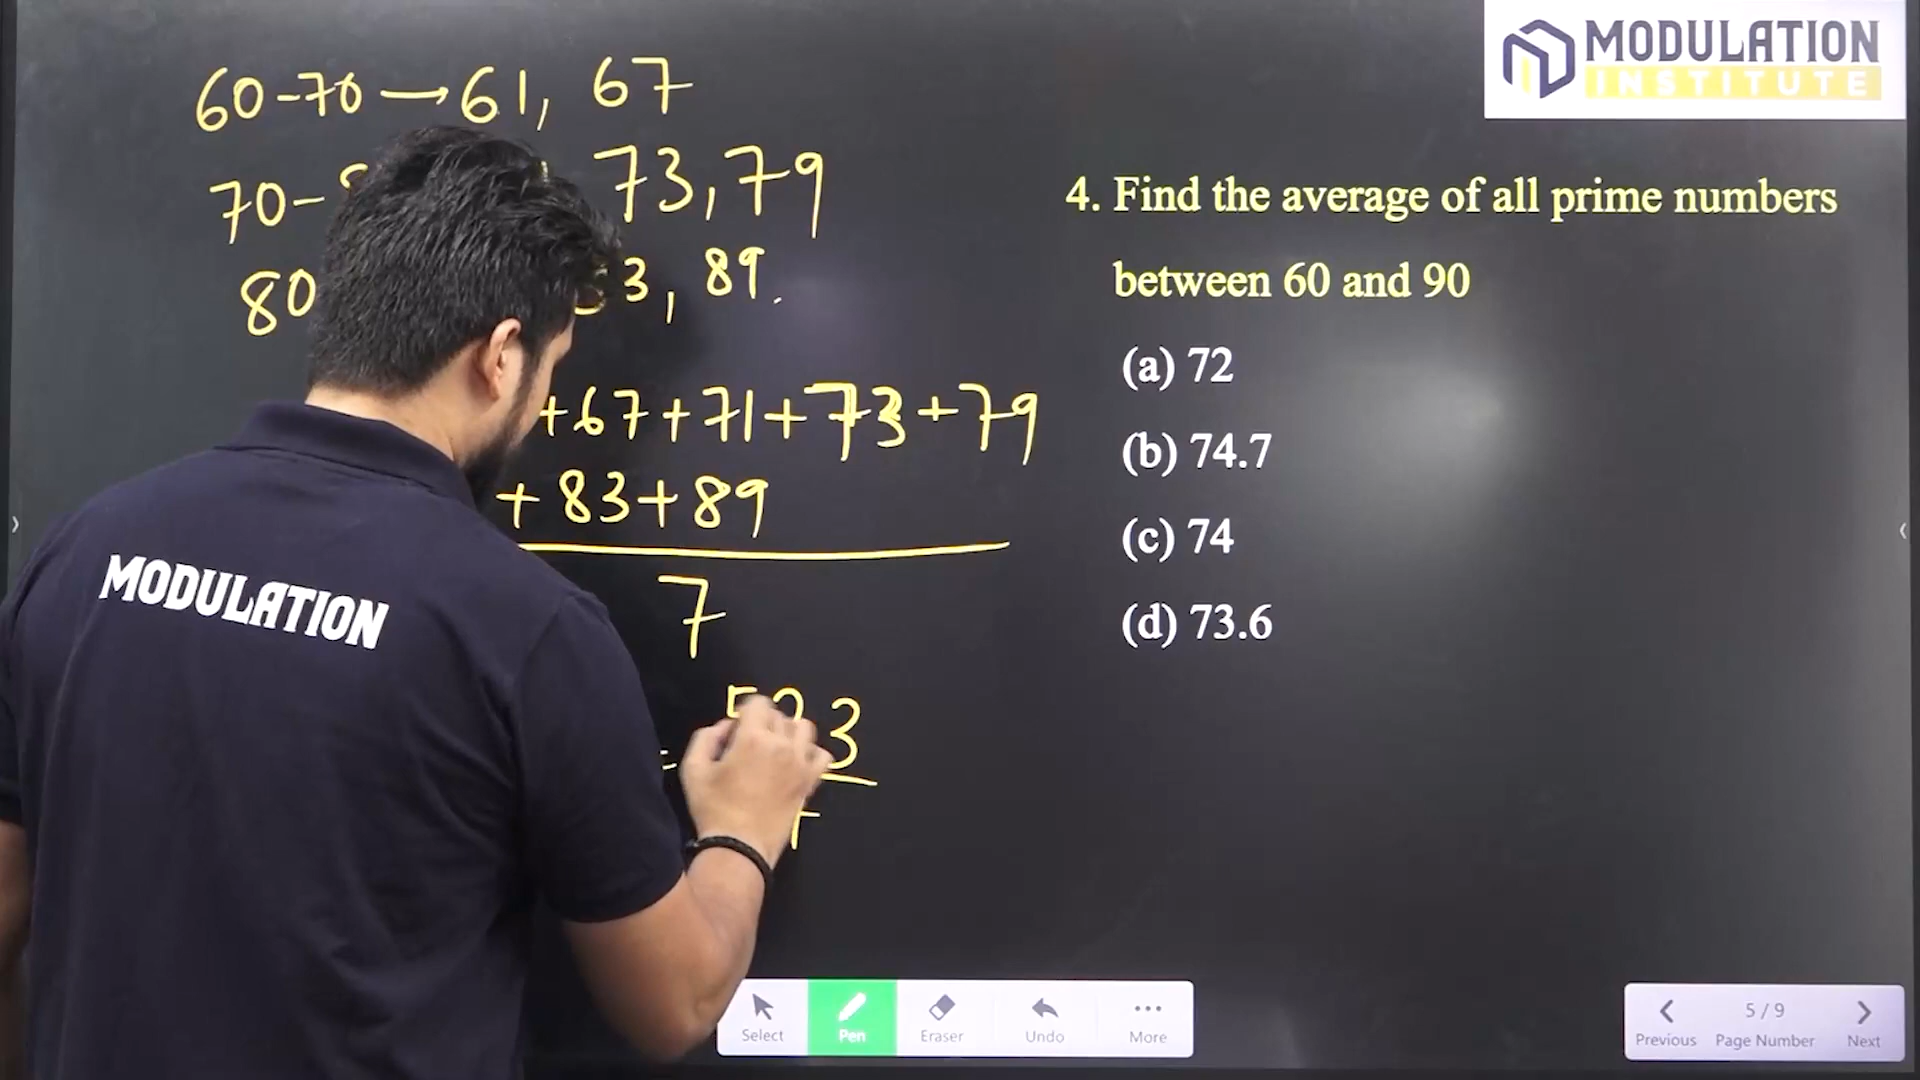 MODULATION
INSTITUTE
60-70 → 61, 67
70- 73, 79
80 3, 89.
+67+71+73+79
+83+89
7
= 3
4. Find the average of all prime numbers
between 60 and 90
(a) 72
(b) 74.7
(c) 74
(d) 73.6
MODULATION
Select Pen Eraser Undo More
5 / 9
Previous Page Number Next